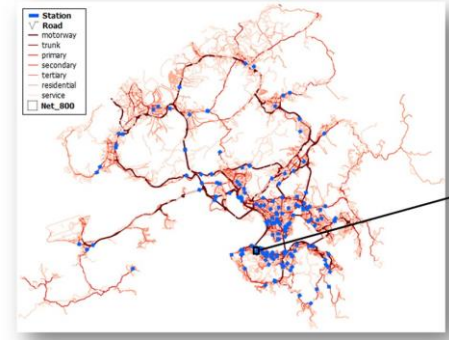 Station
Road
motorway
trunk
primary
secondary
tertiary
residential
service
Net_800